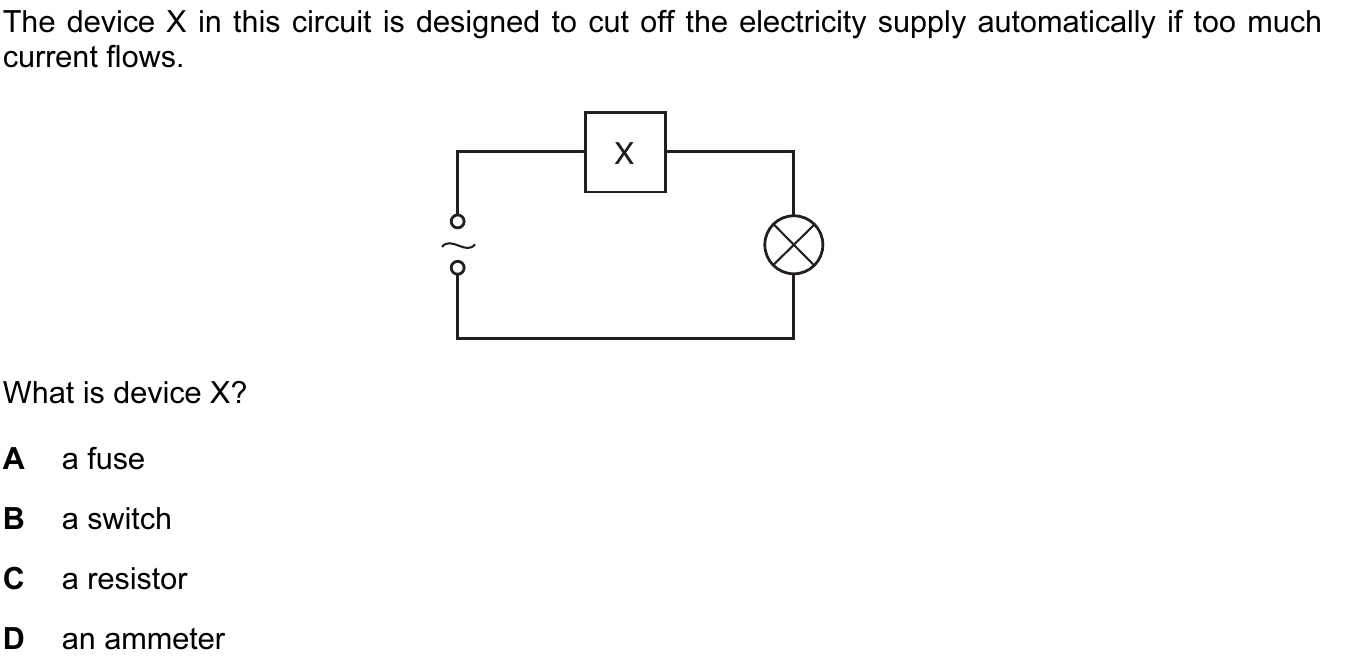 The device X in this circuit is designed to cut off the electricity supply automatically if too much
current flows.
X
What is device X?
A a fuse
B a switch
C a resistor
D an ammeter